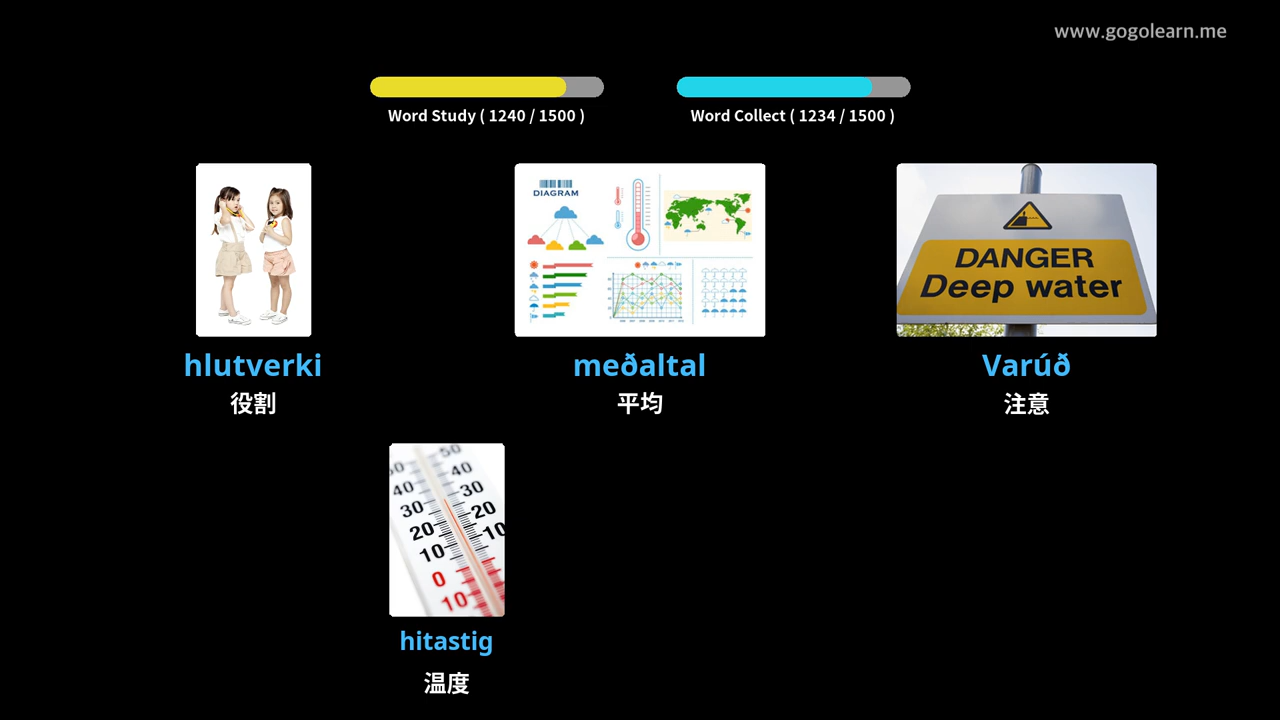 www.gogolearn.me
Word Study ( 1240 / 1500 )
Word Collect ( 1234 / 1500 )
DIAGRAM
DANGER
Deep water
hlutverki
meðaltal
Varúð
役割
平均
注意
50
40
30
20
10
0
10
40
30
20
10
hitastig
温度